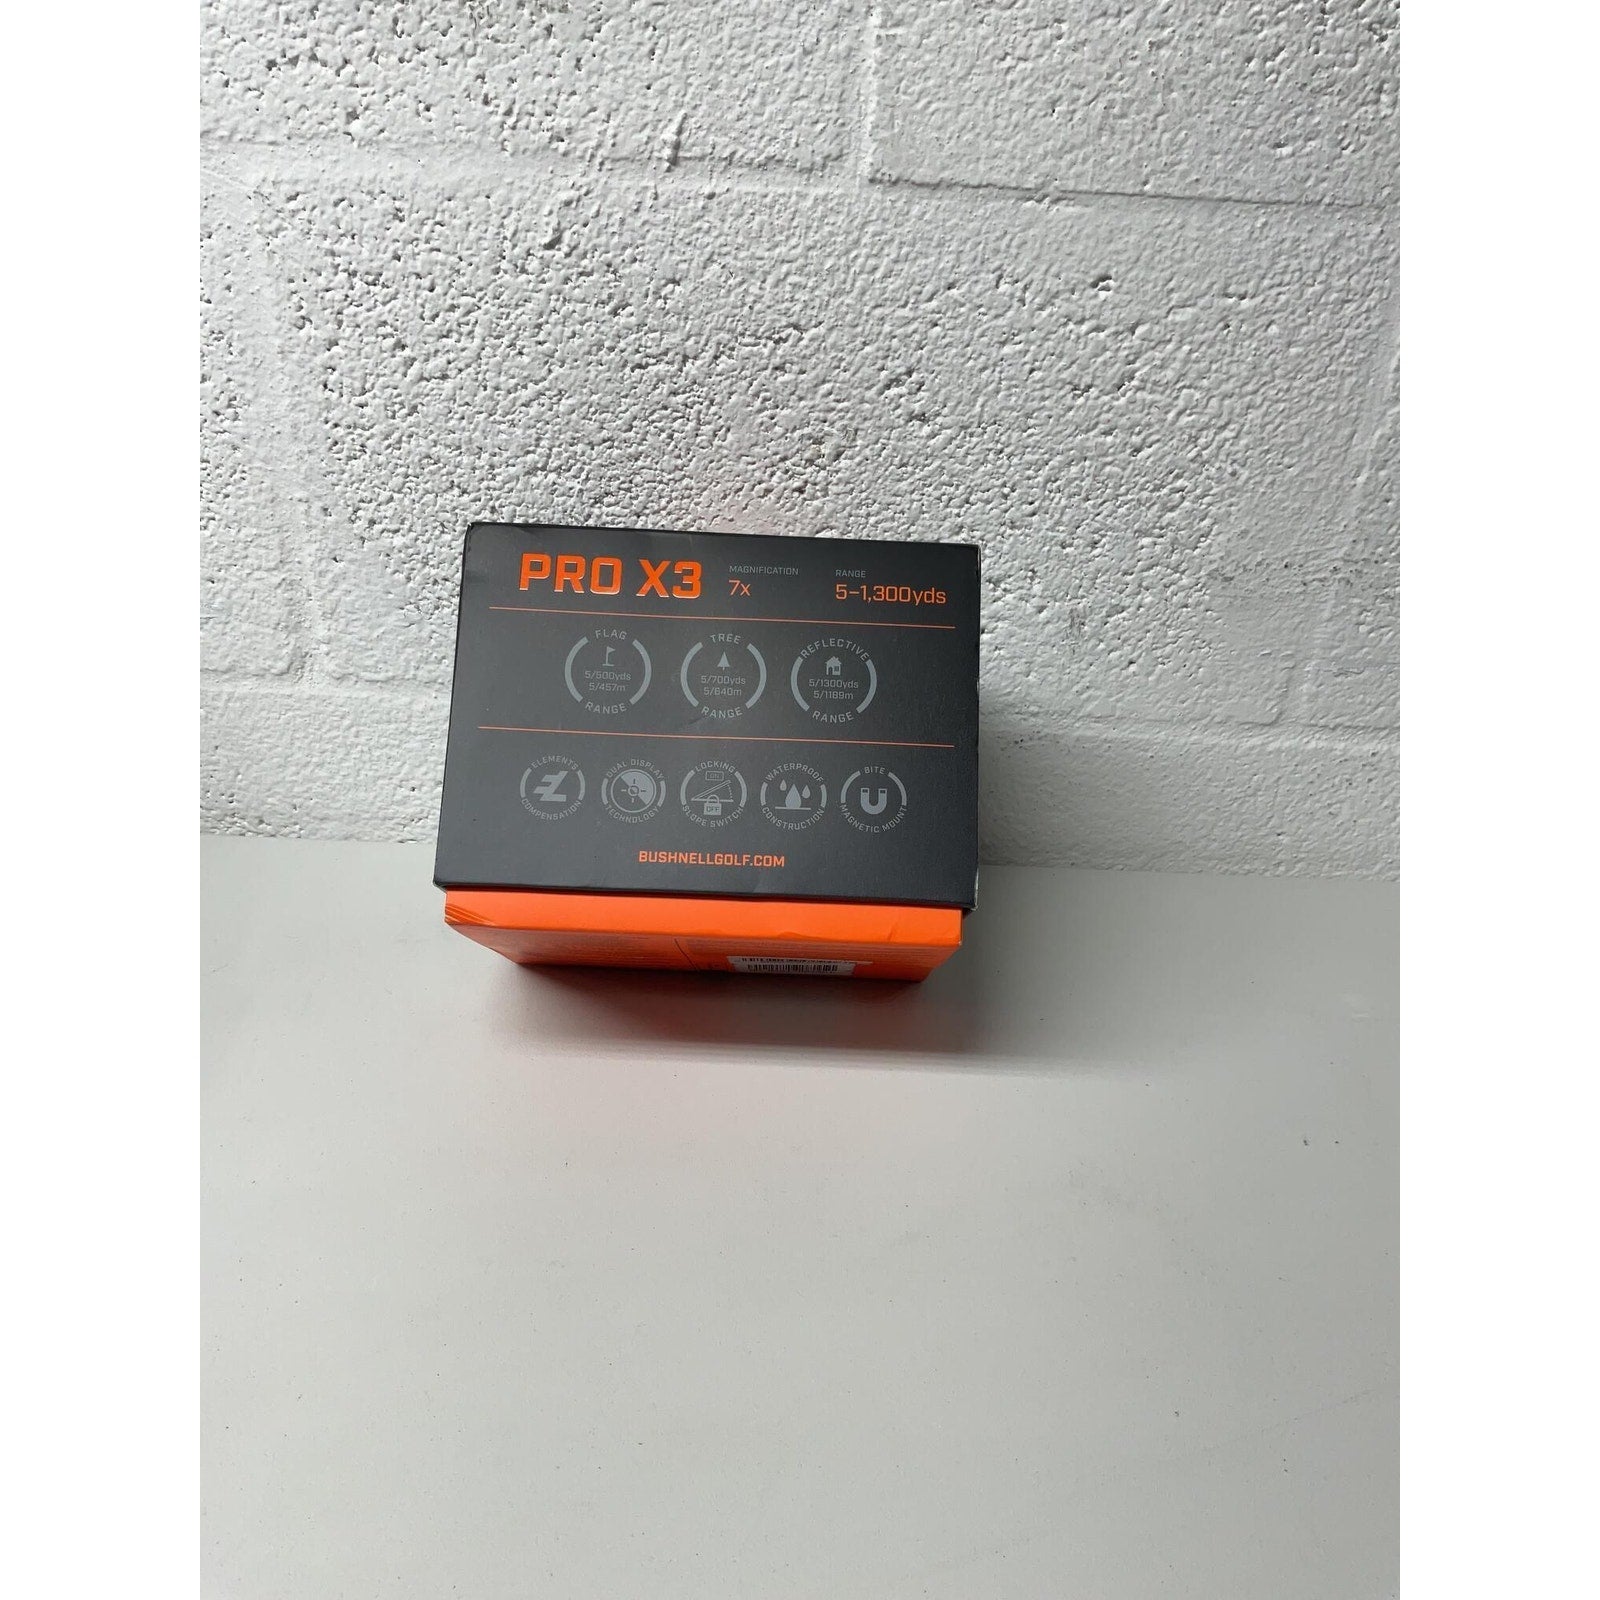 PRO X3
MAGNIFICATION
7x
RANGE
5–1,300yds
FLAG
5/500yds
5/457m
RANGE
TREE
5/700yds
5/640m
RANGE
REFLECTIVE
5/1300yds
5/1189m
RANGE
ELEMENTS
COMPENSATION
DUAL DISPLAY
TECHNOLOGY
LOCKING
ON
OFF
SLOPE SWITCH
WATERPROOF
CONSTRUCTION
BITE
MAGNETIC MOUNT
BUSHNELLGOLF.COM